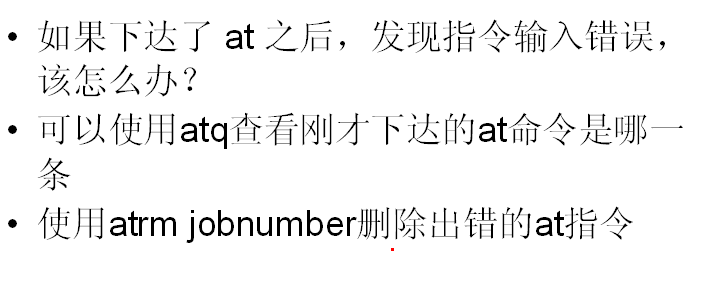 • 如果下达了 at 之后，发现指令输入错误，
该怎么办？
• 可以使用atq查看刚才下达的at命令是哪一
条
• 使用atrm jobnumber删除出错的at指令